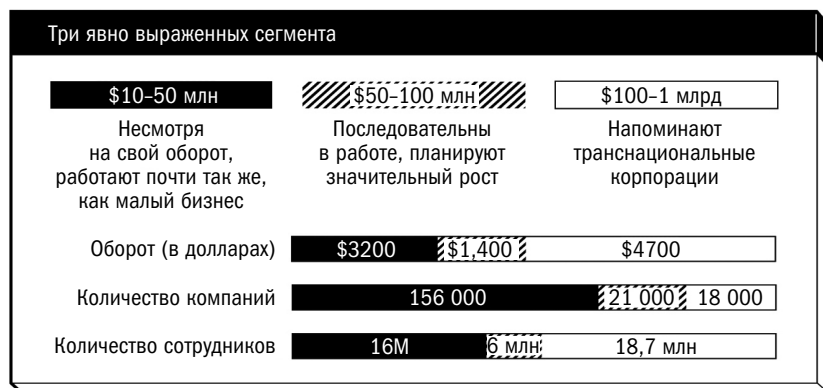 Три явно выраженных сегмента
$10–50 млн
$50–100 млн
$100–1 млрд
Несмотря
на свой оборот,
работают почти так же,
как малый бизнес
Последовательны
в работе, планируют
значительный рост
Напоминают
транснациональные
корпорации
Оборот (в долларах) $3200 $1,400 $4700
Количество компаний 156 000 21 000 18 000
Количество сотрудников 16М 6 млн 18,7 млн